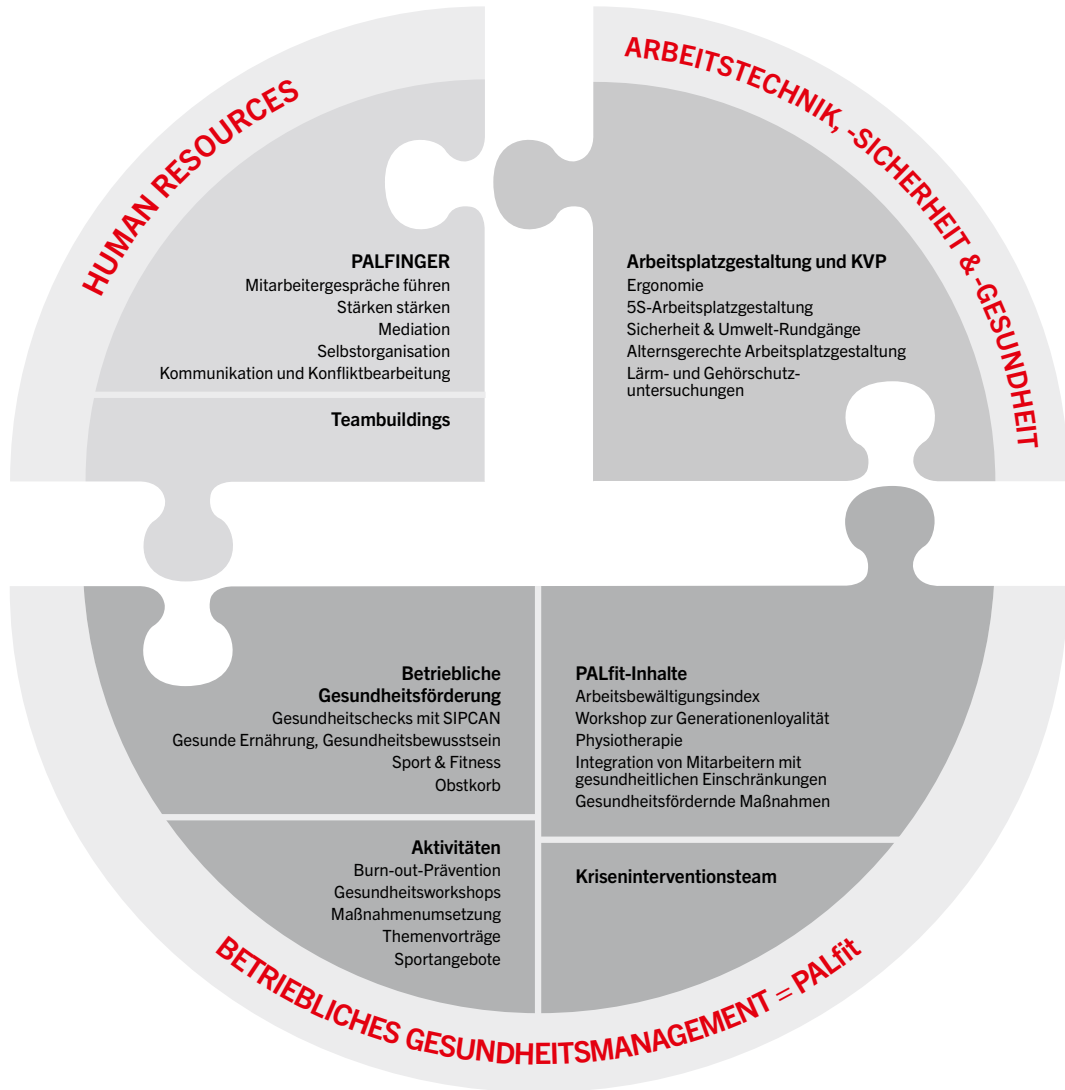 HUMAN RESOURCES
PALFINGER
Mitarbeitergespräche führen
Stärken stärken
Mediation
Selbstorganisation
Kommunikation und Konfliktbearbeitung
Teambuildings
ARBEITSTECHNIK, -SICHERHEIT & -GESUNDHEIT
Arbeitsplatzgestaltung und KVP
Ergonomie
5S-Arbeitsplatzgestaltung
Sicherheit & Umwelt-Rundgänge
Alternsgerechte Arbeitsplatzgestaltung
Lärm- und Gehörschutz-
untersuchungen
Betriebliche
Gesundheitsförderung
Gesundheitschecks mit SIPCAN
Gesunde Ernährung, Gesundheitsbewusstsein
Sport & Fitness
Obstkorb
Aktivitäten
Burn-out-Prävention
Gesundheitsworkshops
Maßnahmenumsetzung
Themenvorträge
Sportangebote
PALfit-Inhalte
Arbeitsbewältigungsindex
Workshop zur Generationenloyalität
Physiotherapie
Integration von Mitarbeitern mit
gesundheitlichen Einschränkungen
Gesundheitsfördernde Maßnahmen
Kriseninterventionsteam
BETRIEBLICHES GESUNDHEITSMANAGEMENT = PALfit